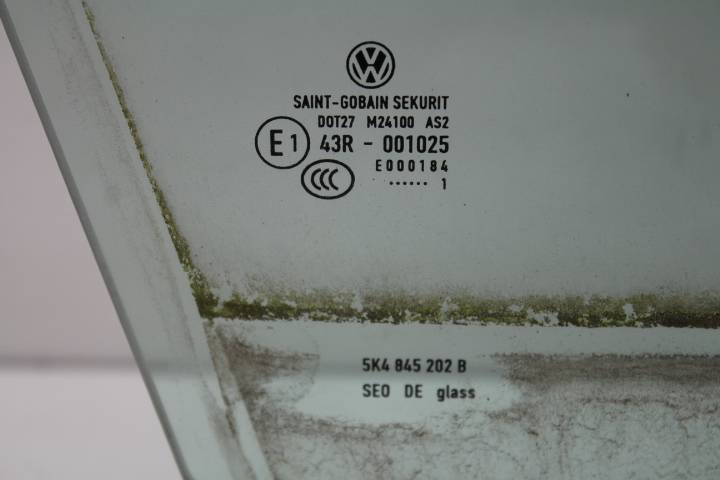 VW
SAINT-GOBAIN SEKURIT
DOT27 M24100 AS2
E1 43R - 001025
E000184
CCC ······ 1
5K4 845 202 B
SEO DE glass